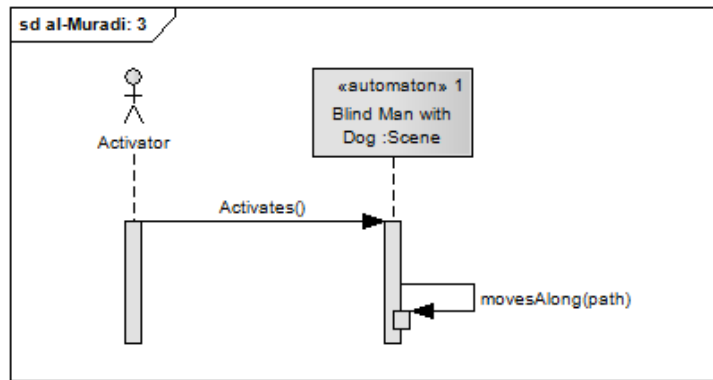 sd al-Muradi: 3
«automaton» 1
Blind Man with
Dog :Scene
Activator
Activates()
movesAlong(path)